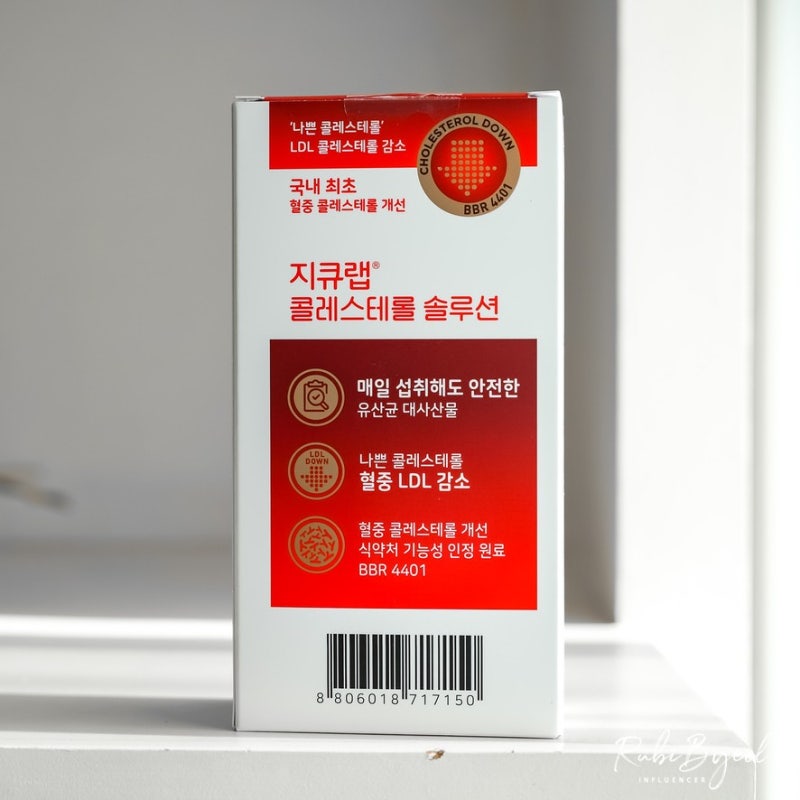 '나쁜 콜레스테롤'
LDL 콜레스테롤 감소
CHOLESTEROL DOWN
BBR 4401
국내 최초
혈중 콜레스테롤 개선
지큐랩®
콜레스테롤 솔루션
매일 섭취해도 안전한
유산균 대사산물
LDL
DOWN
나쁜 콜레스테롤
혈중 LDL 감소
혈중 콜레스테롤 개선
식약처 기능성 인정 원료
BBR 4401
8 806018 717150
RubiByeol
INFLUENCER